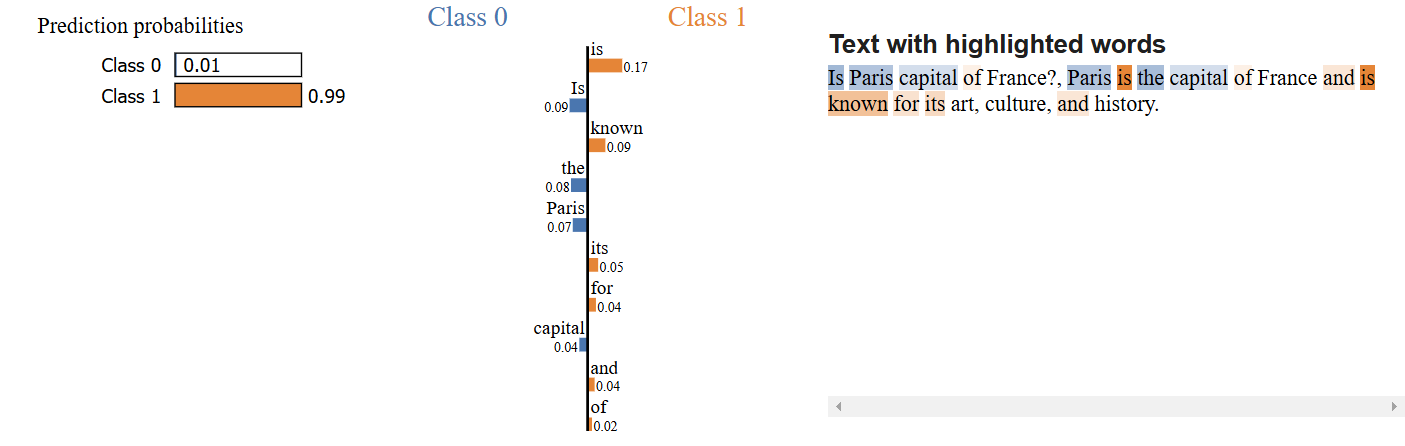 Prediction probabilities
Class 0 0.01
Class 1 0.99
Class 0 Class 1
is
0.17
Is
0.09
known
0.09
the
0.08
Paris
0.07
its
0.05
for
0.04
capital
0.04
and
0.04
of
0.02
Text with highlighted words
Is Paris capital of France?, Paris is the capital of France and is
known for its art, culture, and history.